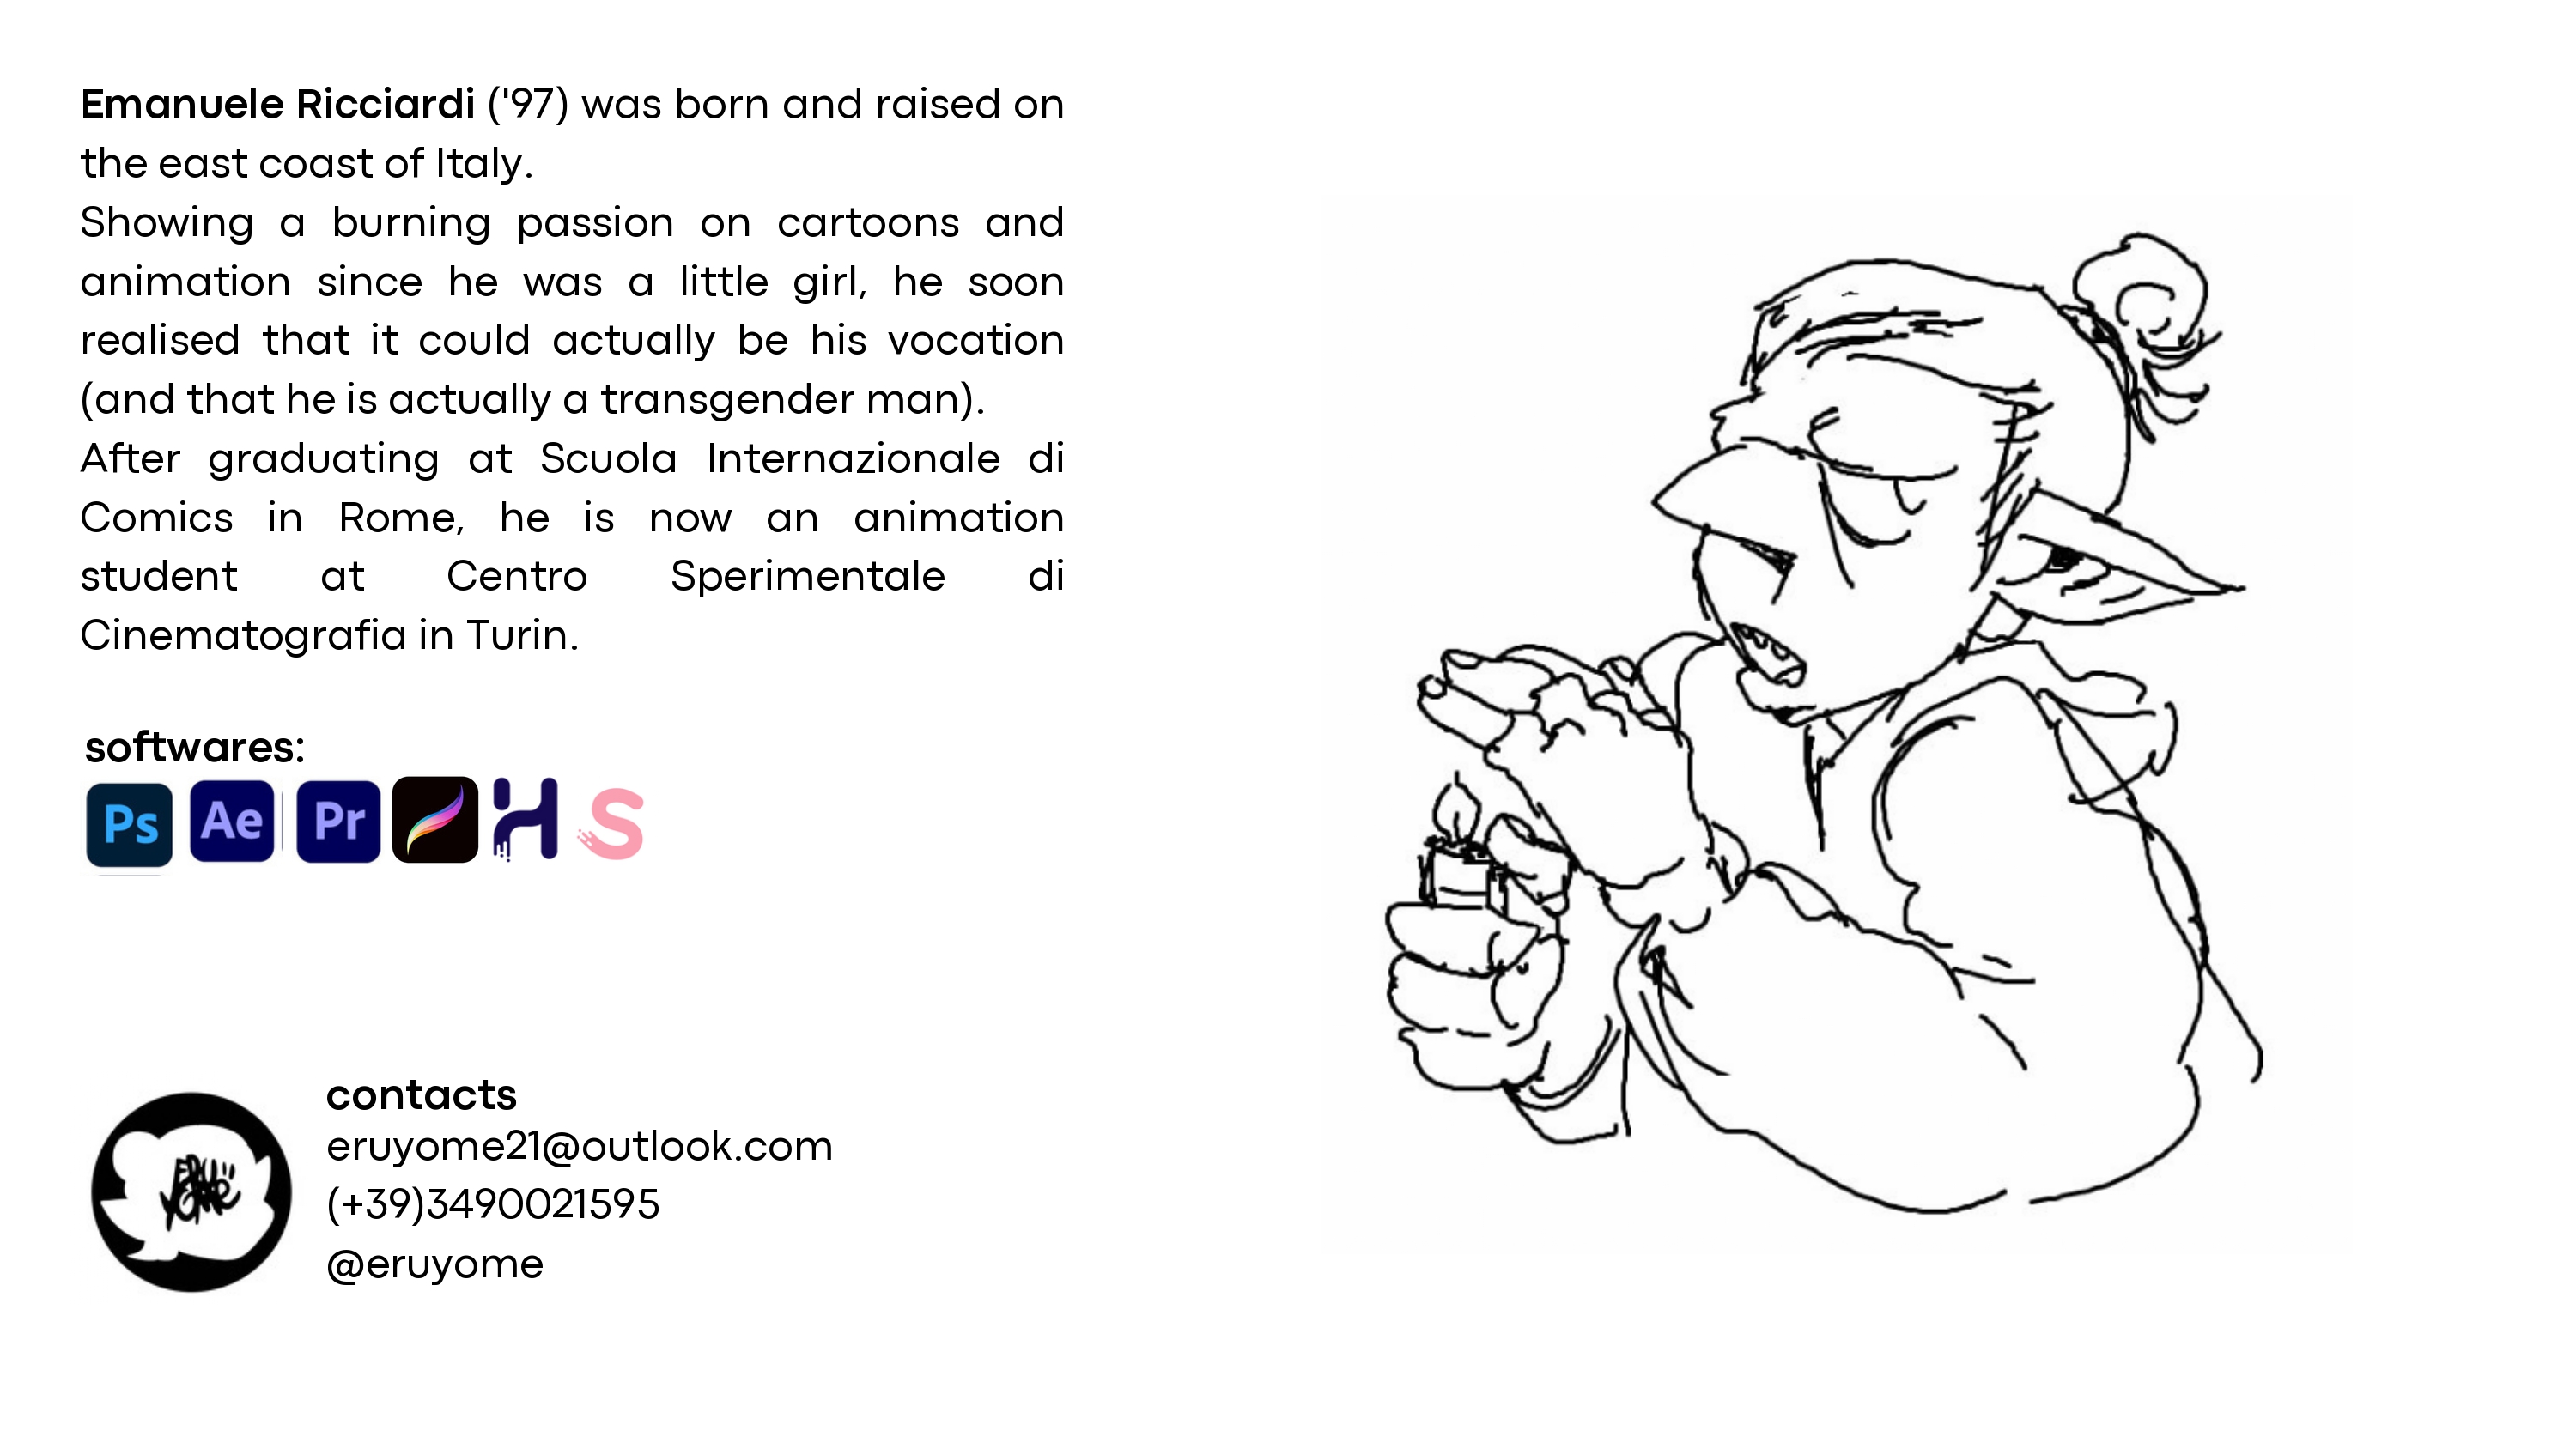 Emanuele Ricciardi ('97) was born and raised on
the east coast of Italy.
Showing a burning passion on cartoons and
animation since he was a little girl, he soon
realised that it could actually be his vocation
(and that he is actually a transgender man).
After graduating at Scuola Internazionale di
Comics in Rome, he is now an animation
student at Centro Sperimentale di
Cinematografia in Turin.
softwares:
Ps Ae Pr H S
contacts
eruyome21@outlook.com
(+39)3490021595
@eruyome
ERU
YOME